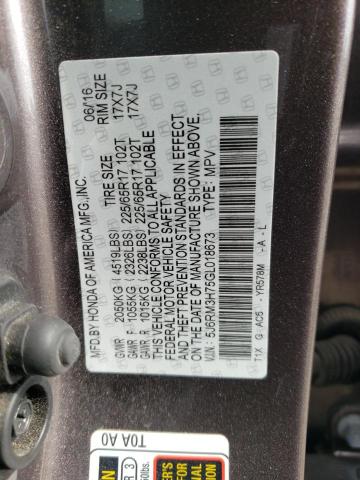 MFD.BY HONDA OF AMERICA MFG.,INC. 06/16
TIRE SIZE RIM SIZE
GVWR 2050KG (4519LBS)
GAWR F 1055KG (2326LBS) 225/65R17 102T 17X7J
GAWR R 1015KG (2238LBS) 225/65R17 102T 17X7J
THIS VEHICLE CONFORMS TO ALL APPLICABLE
FEDERAL MOTOR VEHICLE SAFETY
AND THEFT PREVENTION STANDARDS IN EFFECT
ON THE DATE OF MANUFACTURE SHOWN ABOVE.
V.I.N.: 5J6RM3H75GL018673 TYPE: MPV
T1X G -AC5 - YR578M -A -L
T0A A0